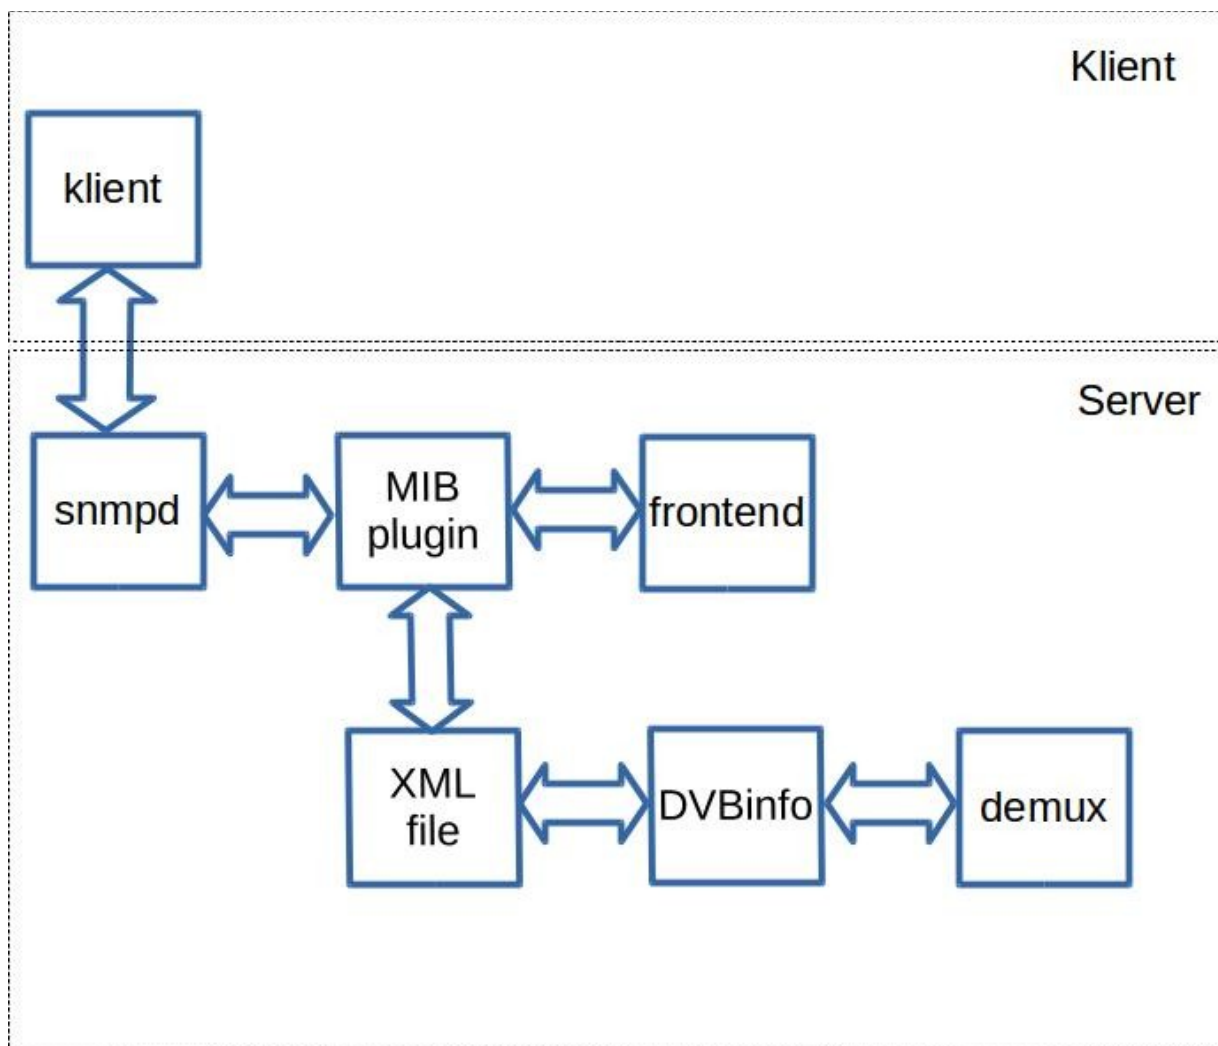 Klient
klient
Server
snmpd
MIB
plugin
frontend
XML
file
DVBinfo
demux